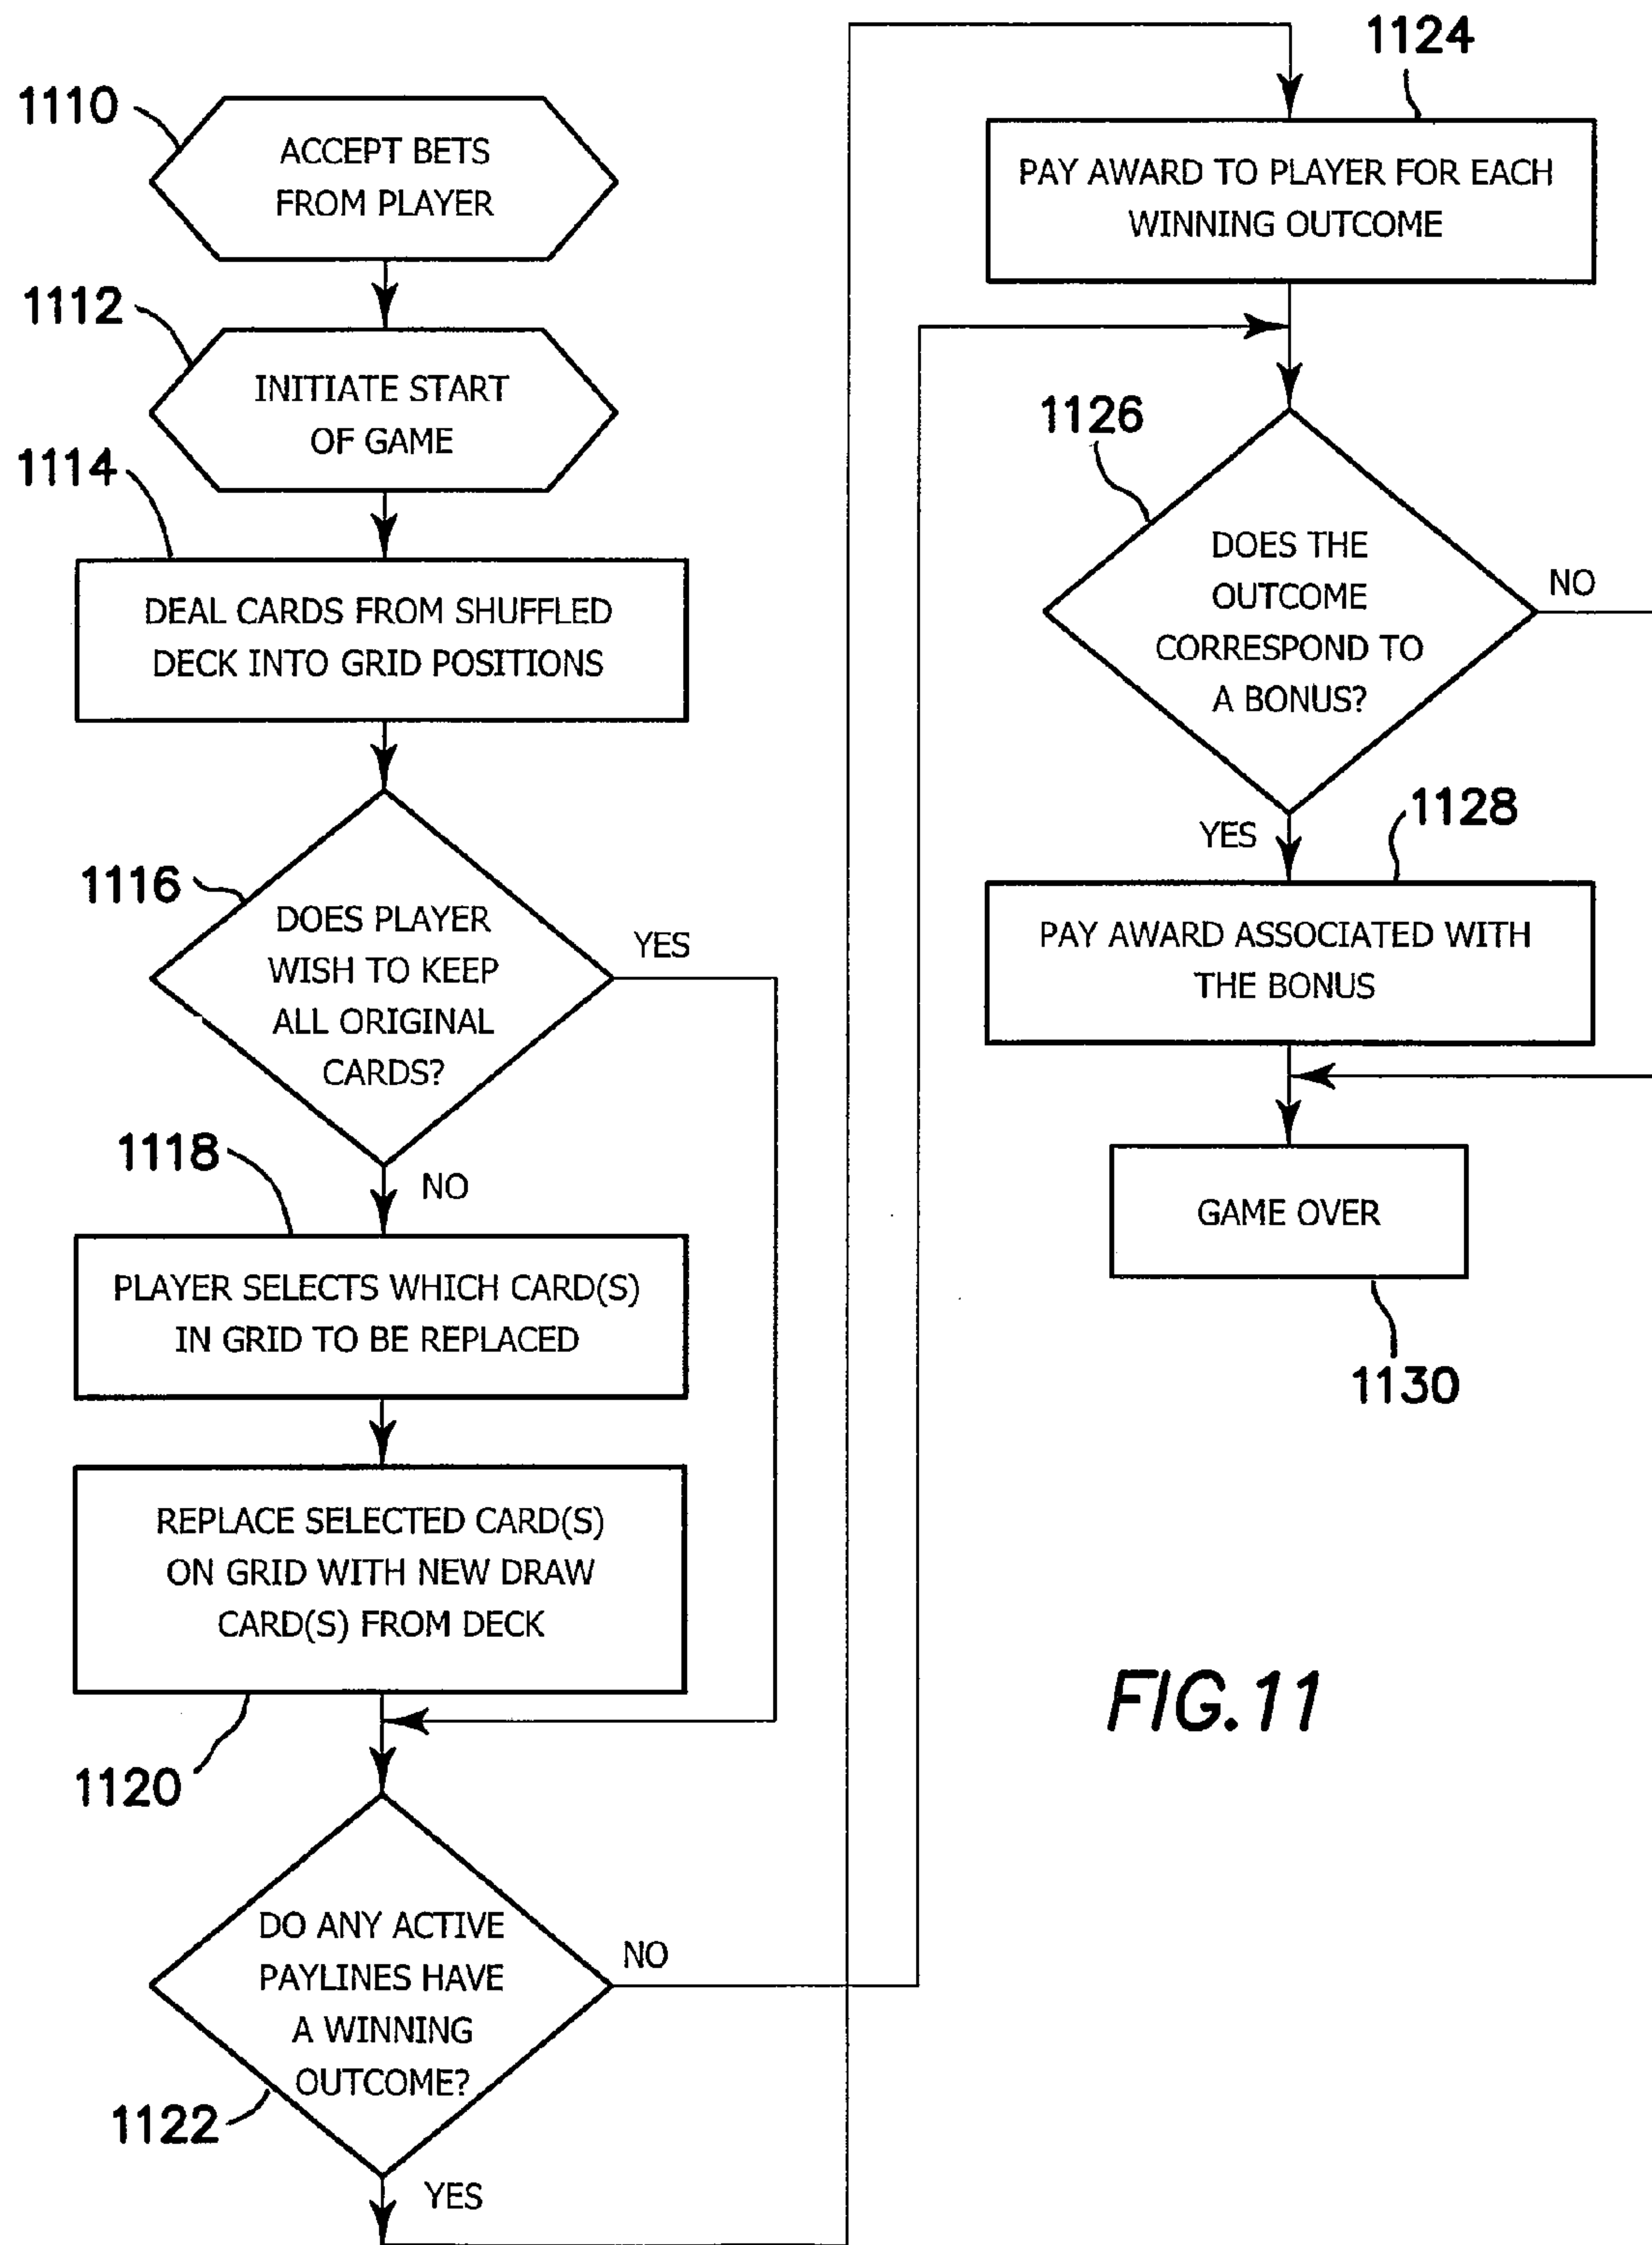 1110
ACCEPT BETS
FROM PLAYER
1112
INITIATE START
OF GAME
1114
DEAL CARDS FROM SHUFFLED
DECK INTO GRID POSITIONS
1116
DOES PLAYER
WISH TO KEEP
ALL ORIGINAL
CARDS?
YES
NO
1118
PLAYER SELECTS WHICH CARD(S)
IN GRID TO BE REPLACED
REPLACE SELECTED CARD(S)
ON GRID WITH NEW DRAW
CARD(S) FROM DECK
1120
DO ANY ACTIVE
PAYLINES HAVE
A WINNING
OUTCOME?
NO
1122
YES
1124
PAY AWARD TO PLAYER FOR EACH
WINNING OUTCOME
1126
DOES THE
OUTCOME
CORRESPOND TO
A BONUS?
NO
YES
1128
PAY AWARD ASSOCIATED WITH
THE BONUS
GAME OVER
1130
FIG.11